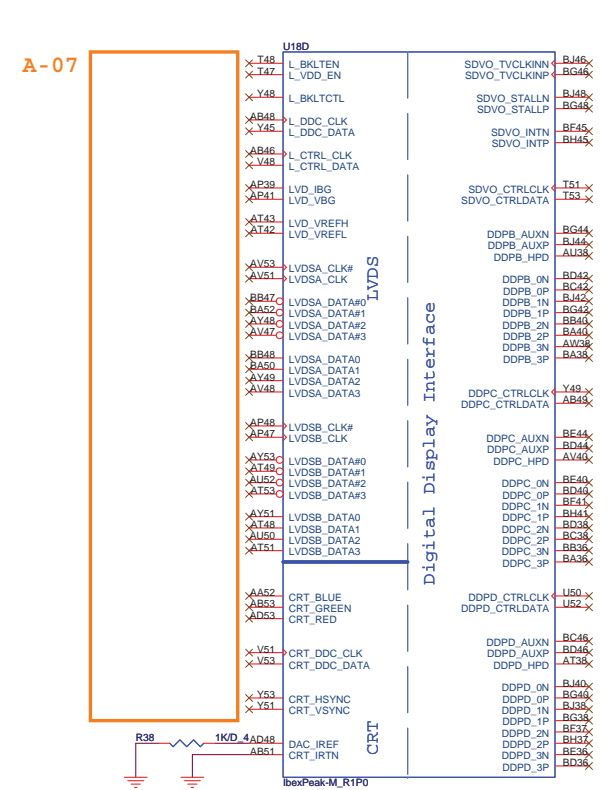 U18D
A-07
T48 L_BKLTEN
T47 L_VDD_EN
Y48 L_BKLTCTL
AB48 L_DDC_CLK
Y45 L_DDC_DATA
AB46 L_CTRL_CLK
V48 L_CTRL_DATA
AP39 LVD_IBG
AP41 LVD_VBG
AT43 LVD_VREFH
AT42 LVD_VREFL
AV53 LVDSA_CLK#
AV51 LVDSA_CLK
BB47 LVDSA_DATA#0
BA52 LVDSA_DATA#1
AY48 LVDSA_DATA#2
AV47 LVDSA_DATA#3
BB48 LVDSA_DATA0
BA50 LVDSA_DATA1
AY49 LVDSA_DATA2
AV48 LVDSA_DATA3
AP48 LVDSB_CLK#
AP47 LVDSB_CLK
AY53 LVDSB_DATA#0
AT49 LVDSB_DATA#1
AU52 LVDSB_DATA#2
AT53 LVDSB_DATA#3
AY51 LVDSB_DATA0
AT48 LVDSB_DATA1
AU50 LVDSB_DATA2
AT51 LVDSB_DATA3
AA52 CRT_BLUE
AB53 CRT_GREEN
AD53 CRT_RED
V51 CRT_DDC_CLK
V53 CRT_DDC_DATA
Y53 CRT_HSYNC
Y51 CRT_VSYNC
R38 1K/D_4 AD48 DAC_IREF
AB51 CRT_IRTN
LVDS
CRT
Digital Display Interface
SDVO_TVCLKINN BJ46
SDVO_TVCLKINP BG46
SDVO_STALLN BJ48
SDVO_STALLP BG48
SDVO_INTN BF45
SDVO_INTP BH45
SDVO_CTRLCLK T51
SDVO_CTRLDATA T53
DDPB_AUXN BG44
DDPB_AUXP BJ44
DDPB_HPD AU38
DDPB_0N BD42
DDPB_0P BC42
DDPB_1N BJ42
DDPB_1P BG42
DDPB_2N BB40
DDPB_2P BA40
DDPB_3N AW38
DDPB_3P BA38
DDPC_CTRLCLK Y49
DDPC_CTRLDATA AB49
DDPC_AUXN BE44
DDPC_AUXP BD44
DDPC_HPD AV40
DDPC_0N BE40
DDPC_0P BD40
DDPC_1N BF41
DDPC_1P BH41
DDPC_2N BD38
DDPC_2P BC38
DDPC_3N BB36
DDPC_3P BA36
DDPD_CTRLCLK U50
DDPD_CTRLDATA U52
DDPD_AUXN BC46
DDPD_AUXP BD46
DDPD_HPD AT38
DDPD_0N BJ40
DDPD_0P BG40
DDPD_1N BJ38
DDPD_1P BG38
DDPD_2N BF37
DDPD_2P BH37
DDPD_3N BE36
DDPD_3P BD36
IbexPeak-M_R1P0